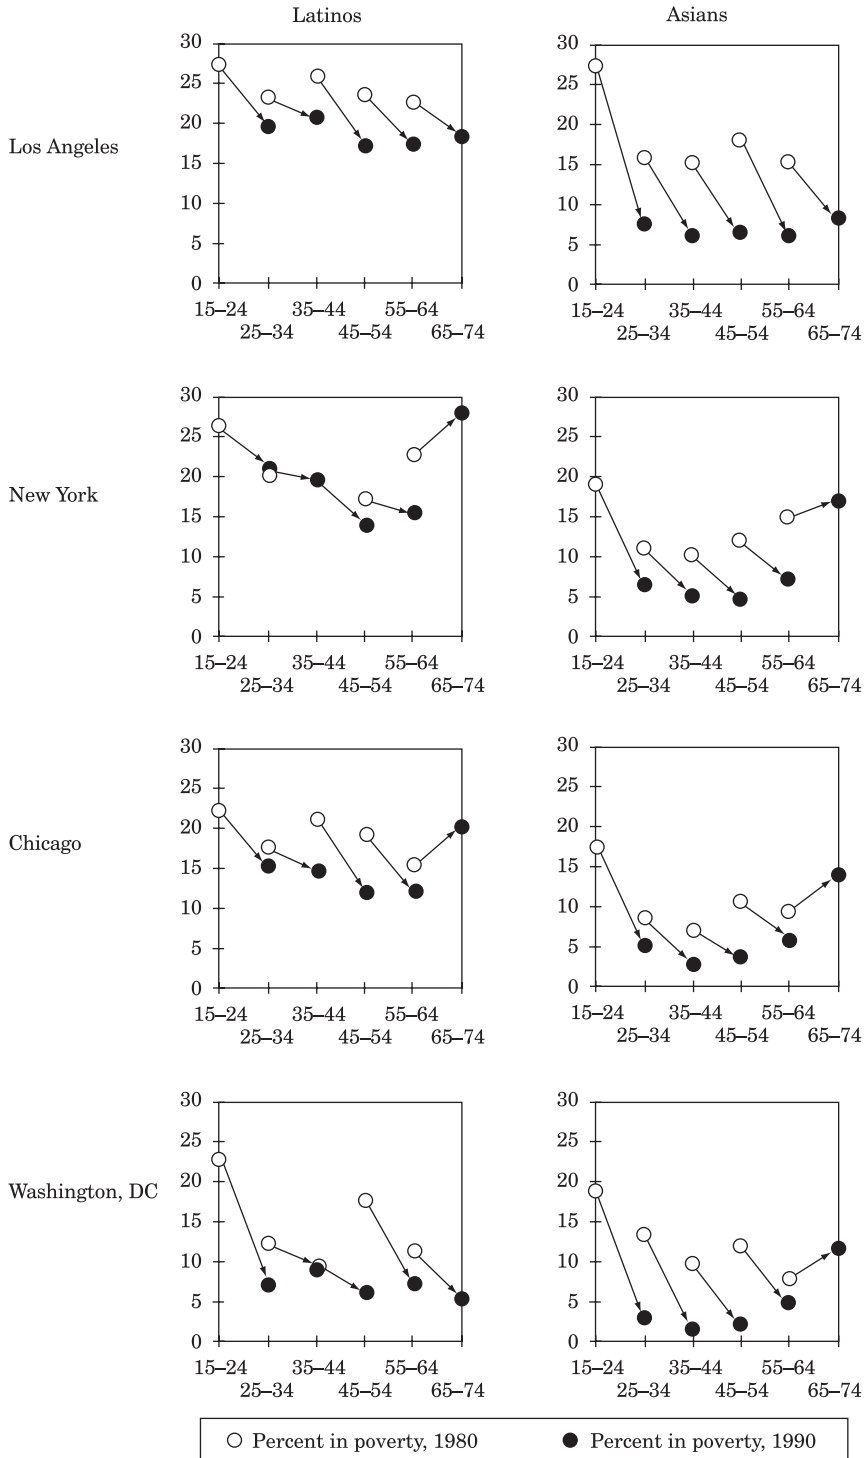 Latinos Asians
30 30
25 25
Los Angeles
20 20
15 15
10 10
5 5
0 0
15–24 35–44 55–64 15–24 35–44 55–64
25–34 45–54 65–74 25–34 45–54 65–74
30 30
25 25
New York
20 20
15 15
10 10
5 5
0 0
15–24 35–44 55–64 15–24 35–44 55–64
25–34 45–54 65–74 25–34 45–54 65–74
30 30
25 25
Chicago
20 20
15 15
10 10
5 5
0 0
15–24 35–44 55–64 15–24 35–44 55–64
25–34 45–54 65–74 25–34 45–54 65–74
30 30
25 25
Washington, DC
20 20
15 15
10 10
5 5
0 0
15–24 35–44 55–64 15–24 35–44 55–64
25–34 45–54 65–74 25–34 45–54 65–74
Percent in poverty, 1980 Percent in poverty, 1990